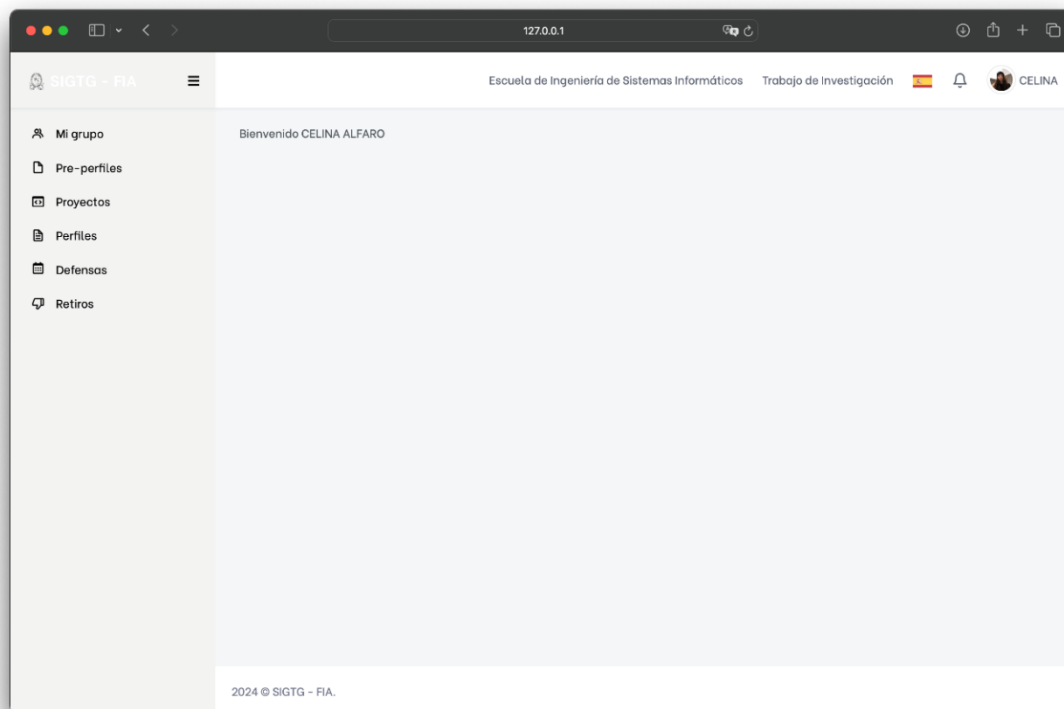 127.0.0.1
SIGTG - FIA
Escuela de Ingeniería de Sistemas Informáticos Trabajo de Investigación CELINA
Mi grupo
Bienvenido CELINA ALFARO
Pre-perfiles
Proyectos
Perfiles
Defensas
Retiros
2024 © SIGTG - FIA.